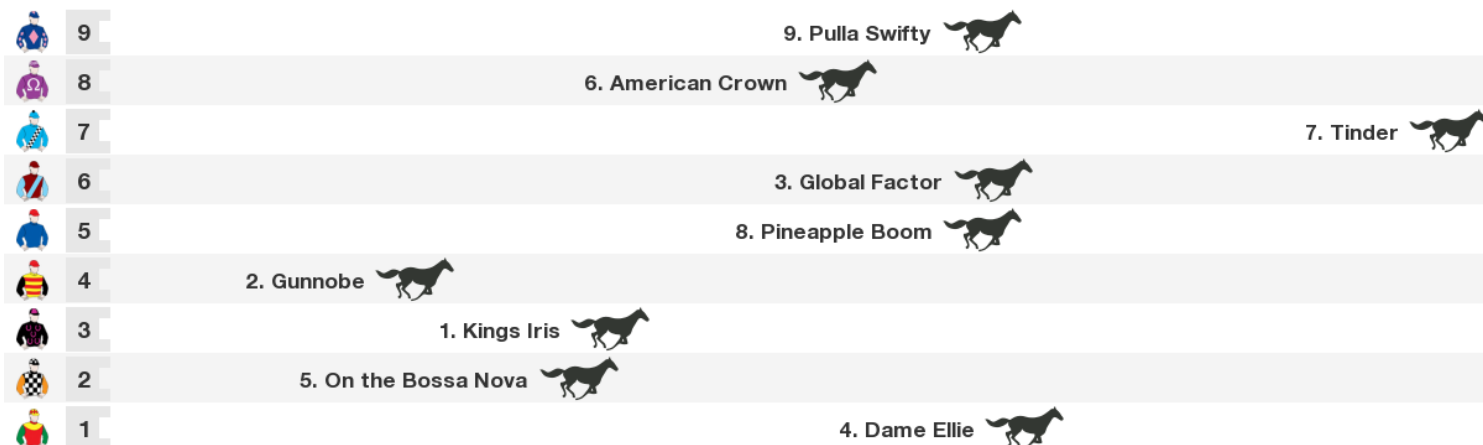 9 9. Pulla Swifty
Ω
8 6. American Crown
7 7. Tinder
6 3. Global Factor
5 8. Pineapple Boom
4 2. Gunnobe
3 1. Kings Iris
2 5. On the Bossa Nova
1 4. Dame Ellie